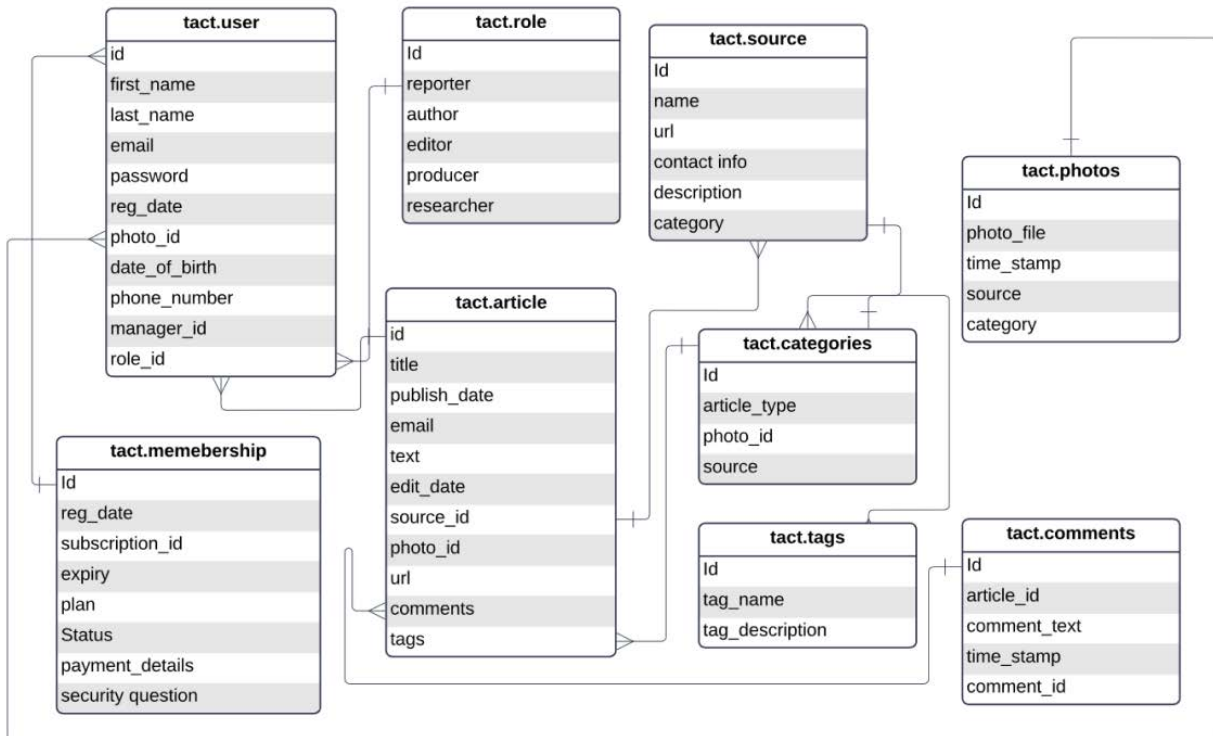 tact.user
id
first_name
last_name
email
password
reg_date
photo_id
date_of_birth
phone_number
manager_id
role_id
tact.role
Id
reporter
author
editor
producer
researcher
tact.source
Id
name
url
contact info
description
category
tact.photos
Id
photo_file
time_stamp
source
category
tact.article
id
title
publish_date
email
text
edit_date
source_id
photo_id
url
comments
tags
tact.categories
Id
article_type
photo_id
source
tact.memebership
Id
reg_date
subscription_id
expiry
plan
Status
payment_details
security question
tact.tags
Id
tag_name
tag_description
tact.comments
Id
article_id
comment_text
time_stamp
comment_id